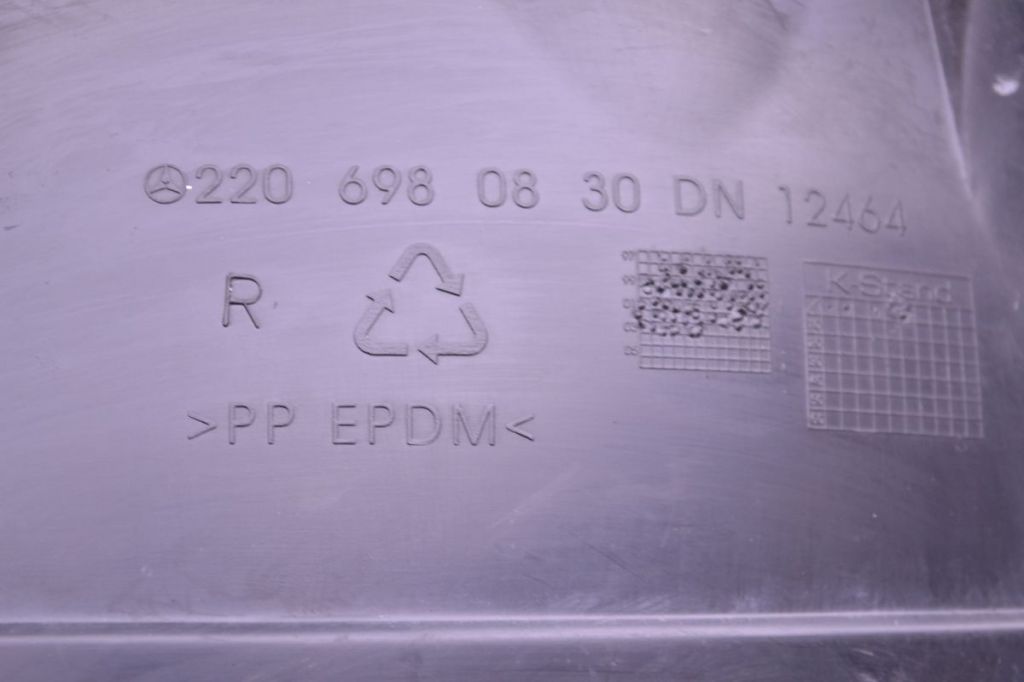 220 698 08 30 DN 12464
R
K-Stand
>PP EPDM<